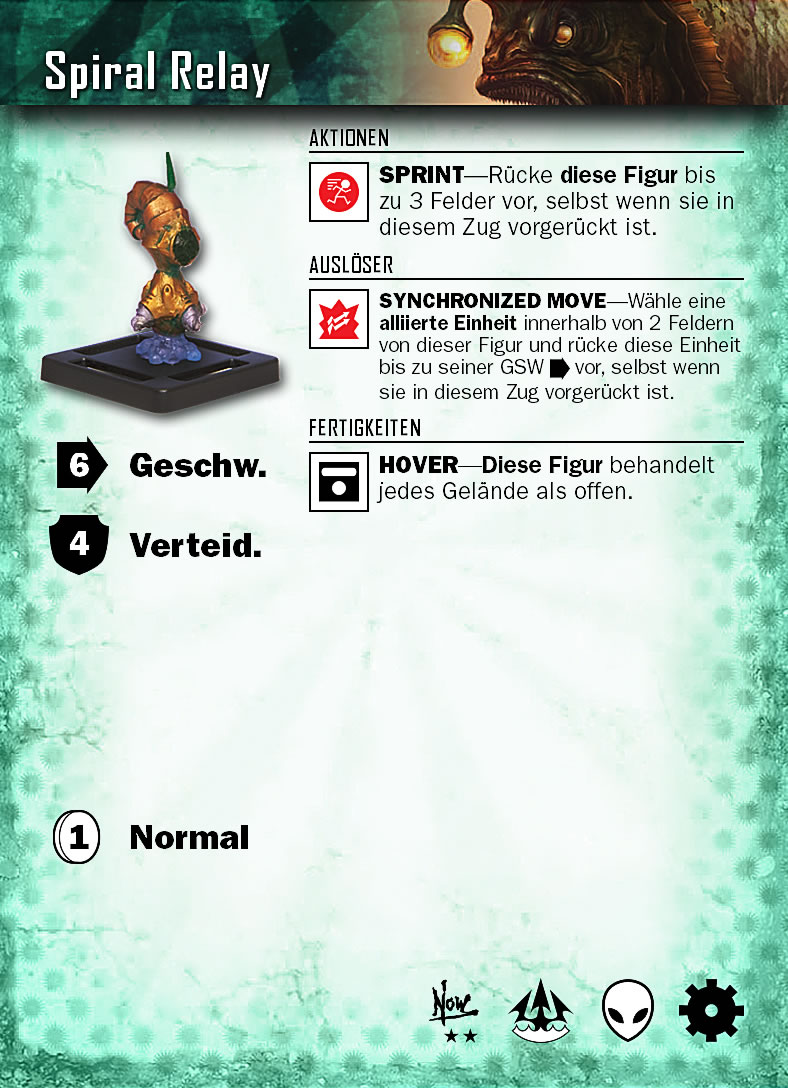 Spiral Relay
AKTIONEN
SPRINT—Rücke diese Figur bis
zu 3 Felder vor, selbst wenn sie in
diesem Zug vorgerückt ist.
AUSLÖSER
SYNCHRONIZED MOVE—Wähle eine
alliierte Einheit innerhalb von 2 Feldern
von dieser Figur und rücke diese Einheit
bis zu seiner GSW vor, selbst wenn
sie in diesem Zug vorgerückt ist.
FERTIGKEITEN
HOVER—Diese Figur behandelt
jedes Gelände als offen.
6 Geschw.
4 Verteid.
1 Normal
Now